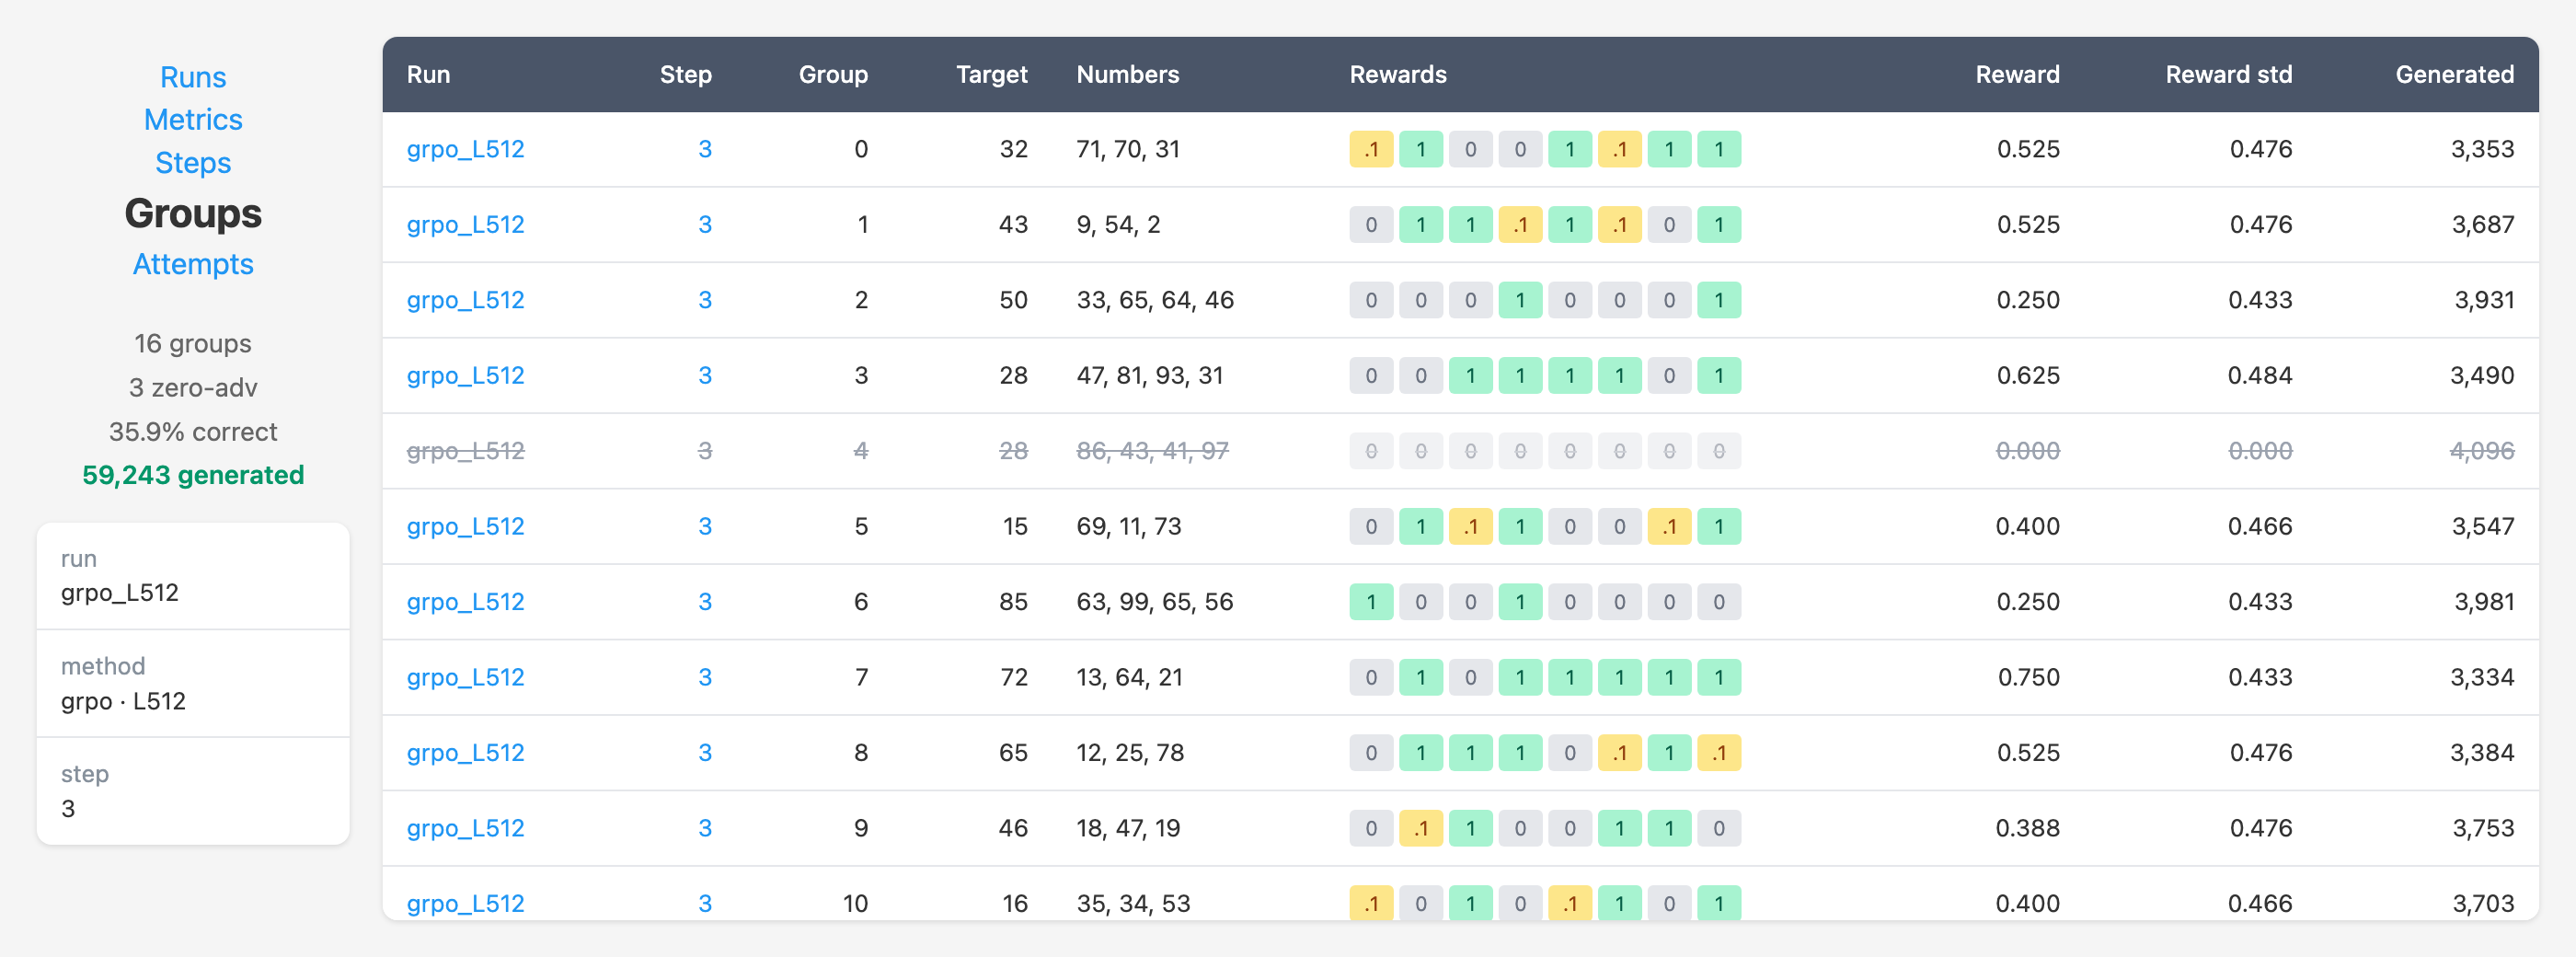 Runs
Metrics
Steps
Groups
Attempts
16 groups
3 zero-adv
35.9% correct
59,243 generated
run
grpo_L512
method
grpo · L512
step
3
Run Step Group Target Numbers Rewards Reward Reward std Generated
grpo_L512 3 0 32 71, 70, 31 .1 1 0 0 1 .1 1 1 0.525 0.476 3,353
grpo_L512 3 1 43 9, 54, 2 0 1 1 .1 1 .1 0 1 0.525 0.476 3,687
grpo_L512 3 2 50 33, 65, 64, 46 0 0 0 1 0 0 0 1 0.250 0.433 3,931
grpo_L512 3 3 28 47, 81, 93, 31 0 0 1 1 1 1 0 1 0.625 0.484 3,490
grpo_L512 3 4 28 86, 43, 41, 97 0 0 0 0 0 0 0 0 0.000 0.000 4,096
grpo_L512 3 5 15 69, 11, 73 0 1 .1 1 0 0 .1 1 0.400 0.466 3,547
grpo_L512 3 6 85 63, 99, 65, 56 1 0 0 1 0 0 0 0 0.250 0.433 3,981
grpo_L512 3 7 72 13, 64, 21 0 1 0 1 1 1 1 1 0.750 0.433 3,334
grpo_L512 3 8 65 12, 25, 78 0 1 1 1 0 .1 1 .1 0.525 0.476 3,384
grpo_L512 3 9 46 18, 47, 19 0 .1 1 0 0 1 1 0 0.388 0.476 3,753
grpo_L512 3 10 16 35, 34, 53 .1 0 1 0 .1 1 0 1 0.400 0.466 3,703